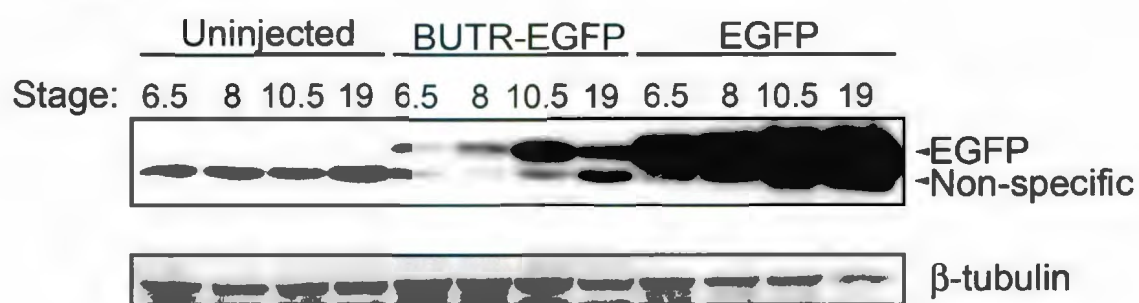 Uninjected BUTR-EGFP EGFP
Stage: 6.5 8 10.5 19 6.5 8 10.5 19 6.5 8 10.5 19
EGFP
Non-specific
β-tubulin